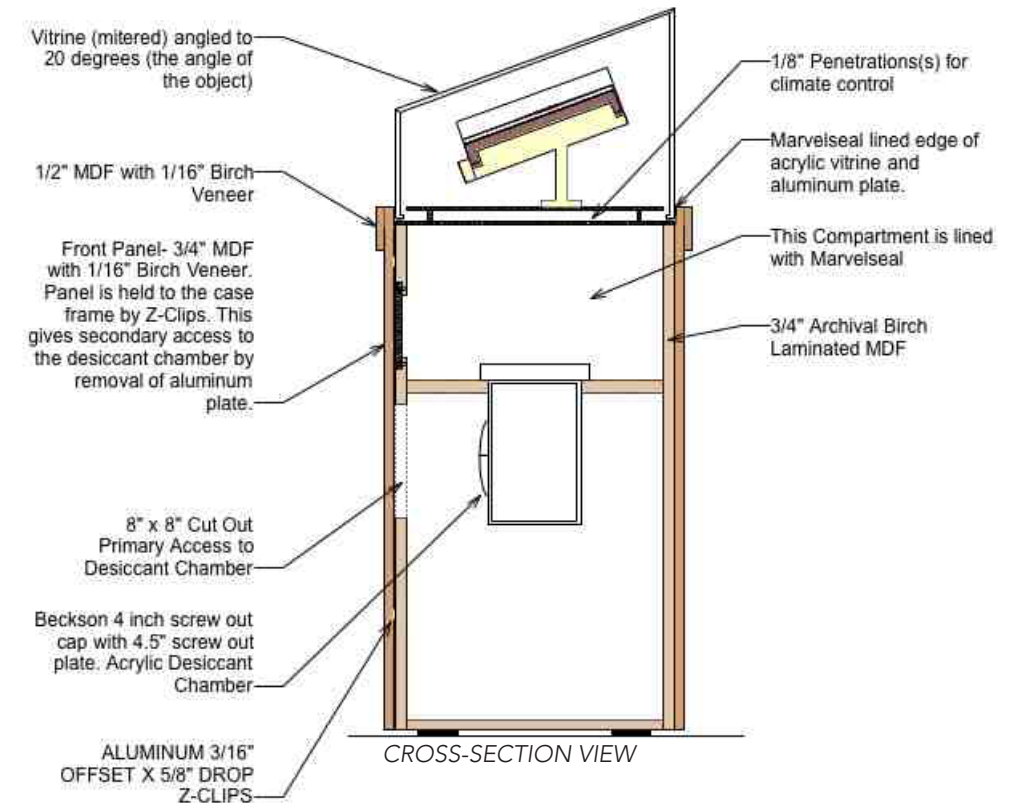 Vitrine (mitered) angled to
20 degrees (the angle of
the object)
1/2" MDF with 1/16" Birch
Veneer
Front Panel- 3/4" MDF
with 1/16" Birch Veneer.
Panel is held to the case
frame by Z-Clips. This
gives secondary access to
the desiccant chamber by
removal of aluminum
plate.
8" x 8" Cut Out
Primary Access to
Desiccant Chamber
Beckson 4 inch screw out
cap with 4.5" screw out
plate. Acrylic Desiccant
Chamber
ALUMINUM 3/16"
OFFSET X 5/8" DROP
Z-CLIPS
1/8" Penetrations(s) for
climate control
Marvelseal lined edge of
acrylic vitrine and
aluminum plate.
This Compartment is lined
with Marvelseal
3/4" Archival Birch
Laminated MDF
CROSS-SECTION VIEW